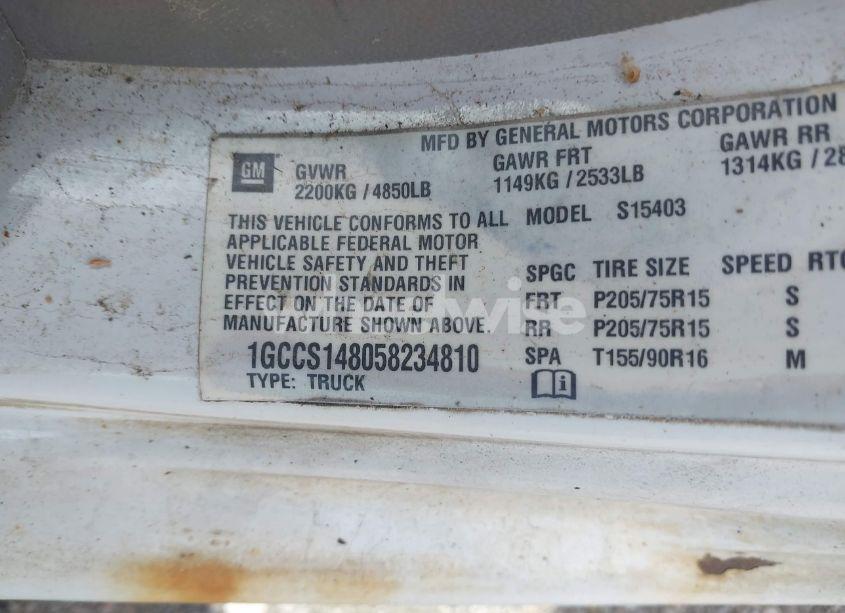 MFD BY GENERAL MOTORS CORPORATION
GM GVWR GAWR FRT GAWR RR
2200KG / 4850LB 1149KG / 2533LB 1314KG / 28
THIS VEHICLE CONFORMS TO ALL MODEL S15403
APPLICABLE FEDERAL MOTOR
VEHICLE SAFETY AND THEFT SPGC TIRE SIZE SPEED RTG
PREVENTION STANDARDS IN FRT P205/75R15 S
EFFECT ON THE DATE OF RR P205/75R15 S
MANUFACTURE SHOWN ABOVE. SPA T155/90R16 M
1GCCS148058234810
TYPE: TRUCK